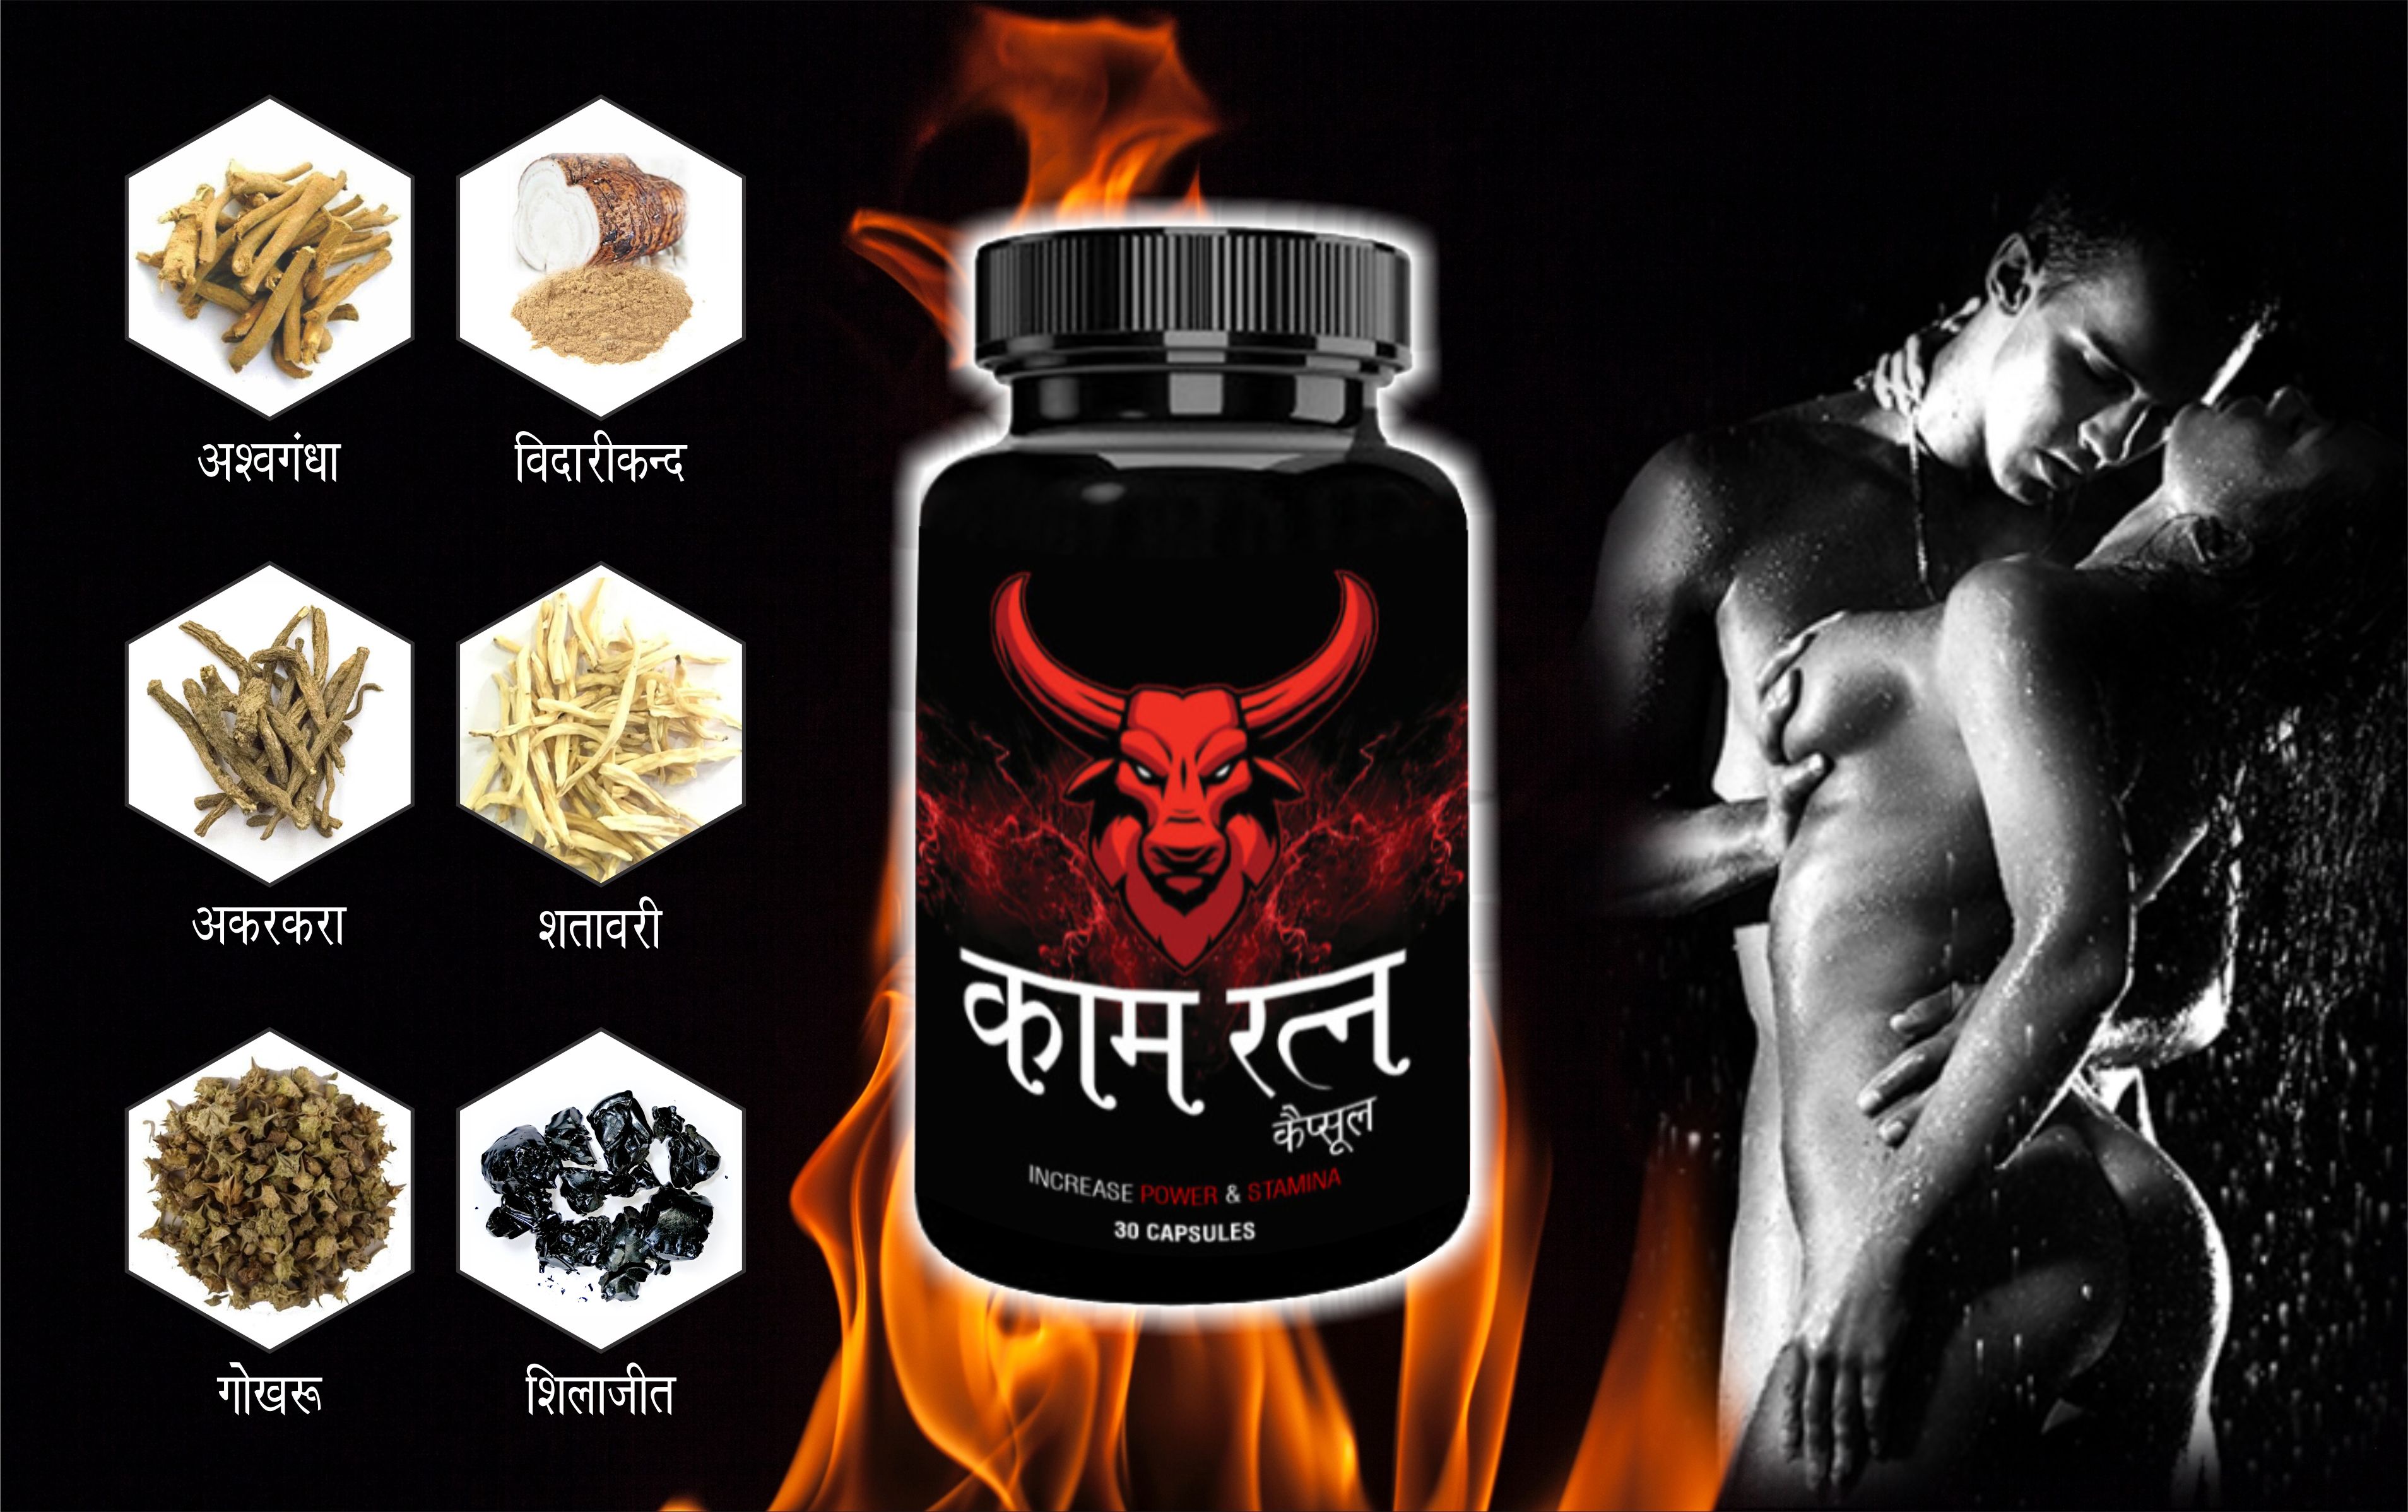 अश्वगंधा
विदारीकन्द
अकरकरा
शतावरी
गोखरू
शिलाजीत
काम रत्न
कैप्सूल
INCREASE POWER & STAMINA
30 CAPSULES